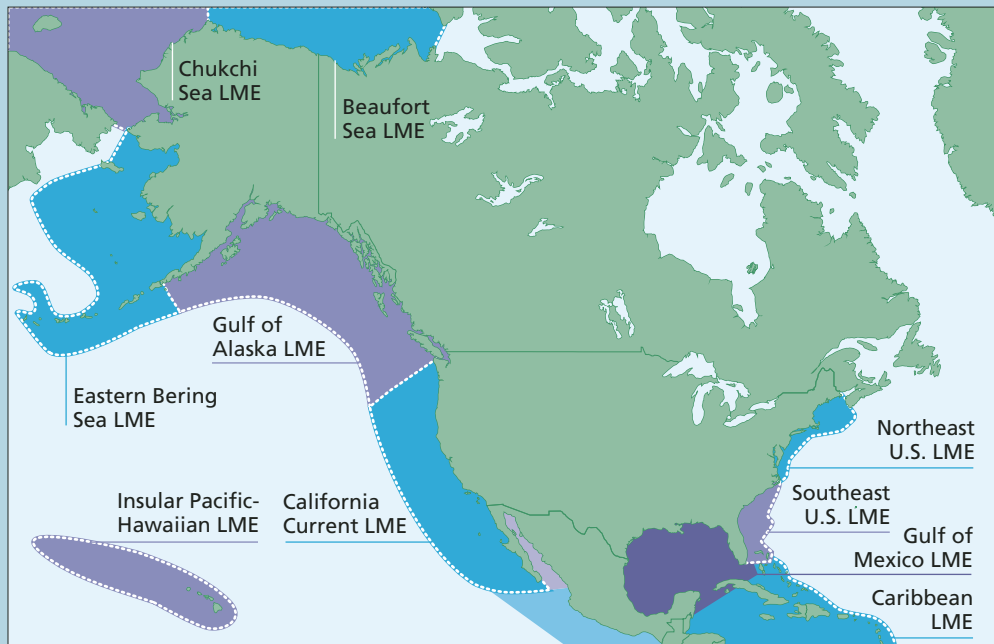 Chukchi
Sea LME
Beaufort
Sea LME
Gulf of
Alaska LME
Eastern Bering
Sea LME
Insular Pacific-
Hawaiian LME
California
Current LME
Northeast
U.S. LME
Southeast
U.S. LME
Gulf of
Mexico LME
Caribbean
LME